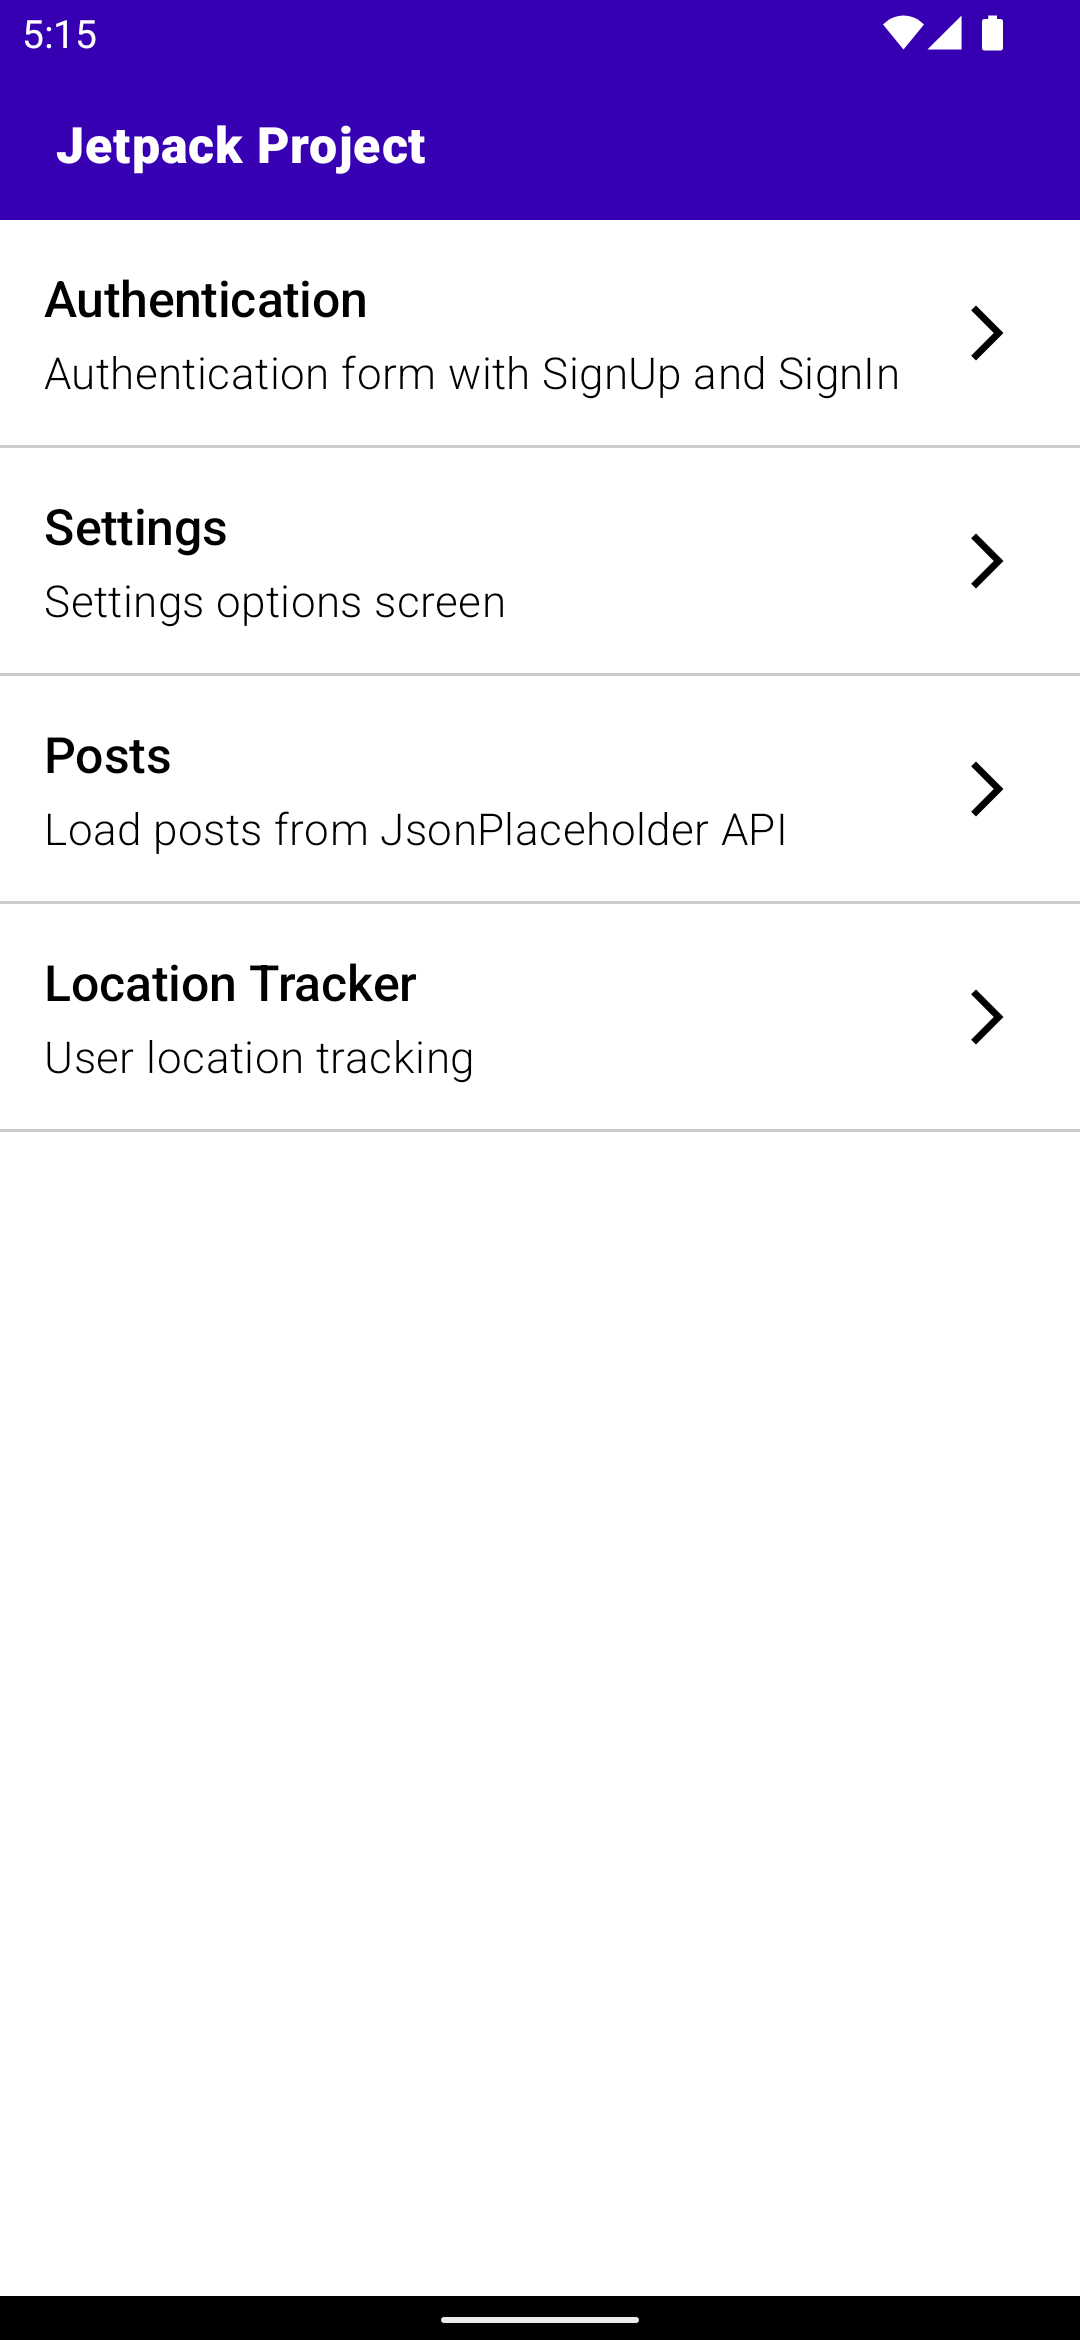 5:15
Jetpack Project
Authentication
Authentication form with SignUp and SignIn
Settings
Settings options screen
Posts
Load posts from JsonPlaceholder API
Location Tracker
User location tracking